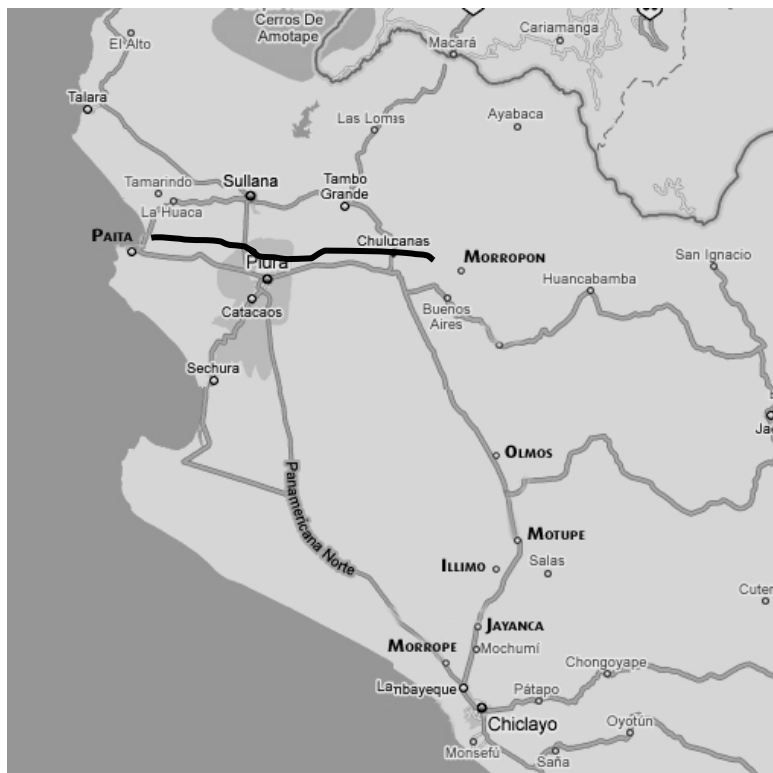 Cerros De
Amotape
El Alto
Macará
Cariamanga
Talara
Las Lomas
Ayabaca
Tamarindo
Sullana
Tambo
Grande
La Huaca
PAITA
Chulucanas
MORROPON
San Ignacio
Piura
Huancabamba
Catacaos
Buenos
Aires
Sechura
OLMOS
Panamericana Norte
MOTUPE
ILLIMO
Salas
JAYANCA
MORROPE
Mochumí
Chongoyape
Lambayeque
Pátapo
Chiclayo
Oyotún
Monsefú
Saña